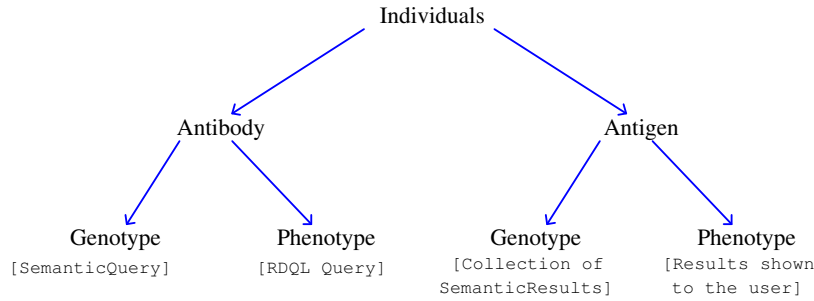 Individuals
Antibody
Antigen
Genotype
[SemanticQuery]
Phenotype
[RDQL Query]
Genotype
[Collection of
SemanticResults]
Phenotype
[Results shown
to the user]